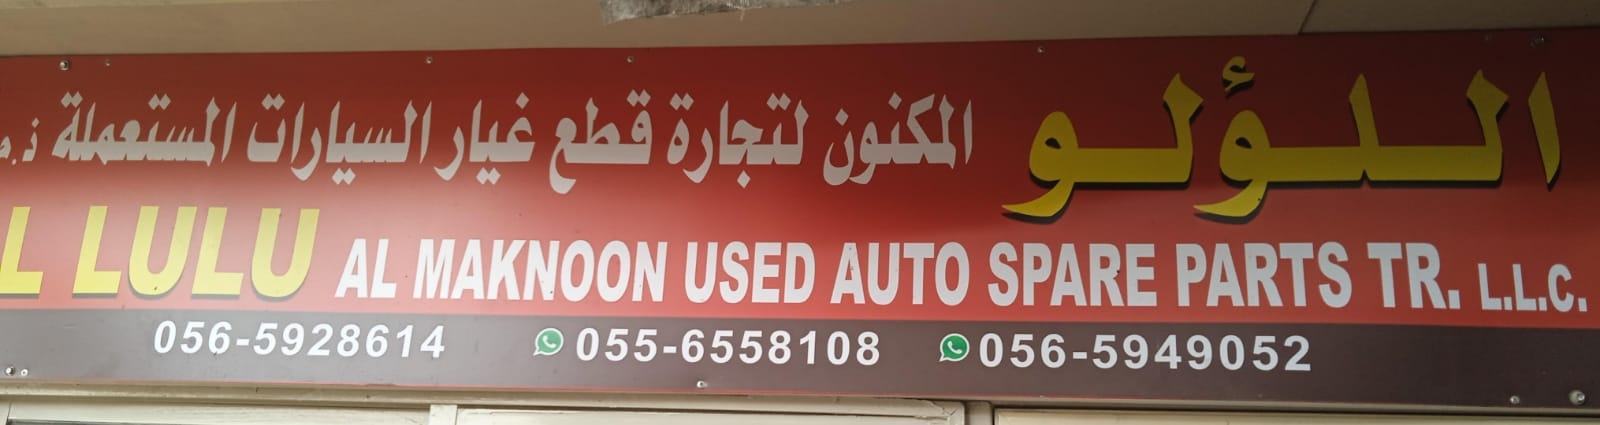 اللؤلو المكنون لتجارة قطع غيار السيارات المستعملة ذ.م
L LULU AL MAKNOON USED AUTO SPARE PARTS TR. L.L.C.
056-5928614 055-6558108 056-5949052